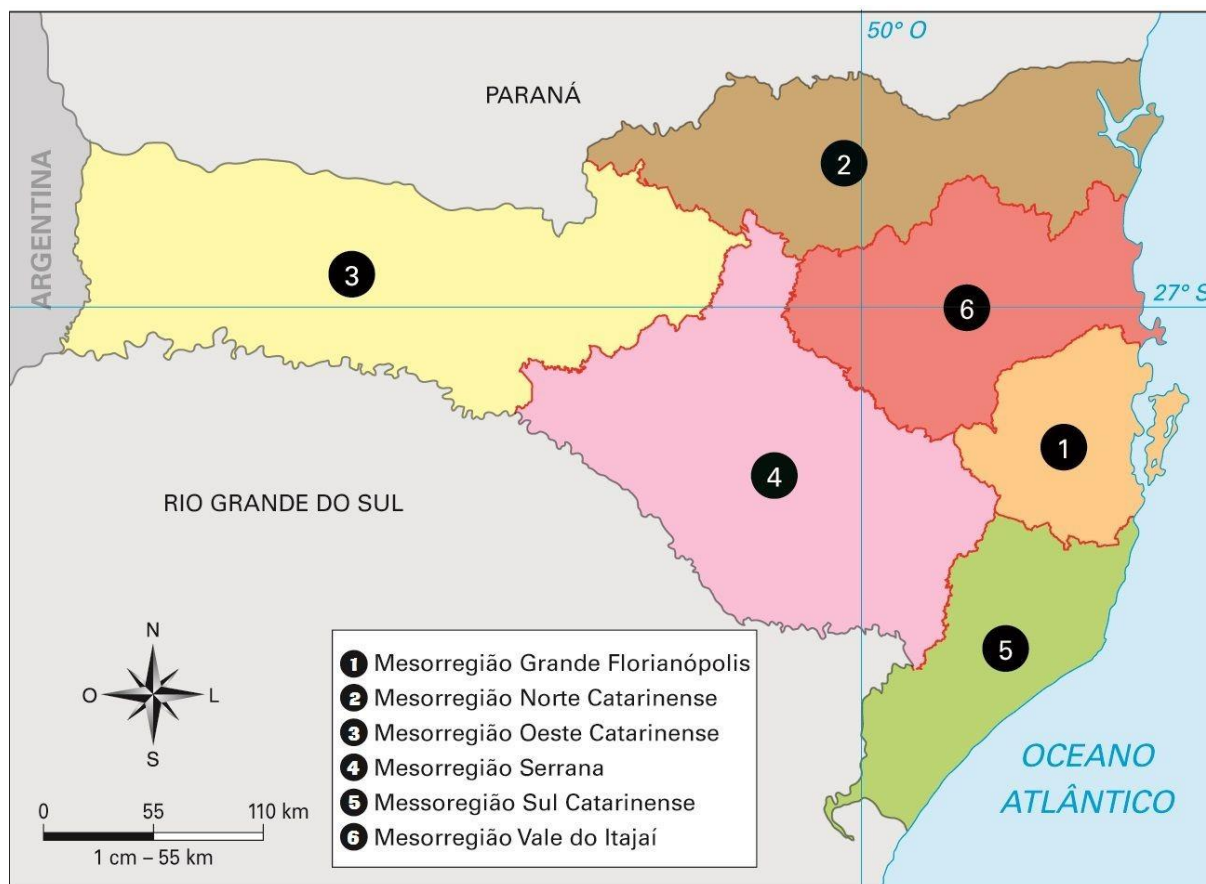 50° O
PARANÁ
ARGENTINA
2
3
27° S
6
1
4
RIO GRANDE DO SUL
5
N
O
L
S
1 Mesorregião Grande Florianópolis
2 Mesorregião Norte Catarinense
3 Mesorregião Oeste Catarinense
4 Mesorregião Serrana
5 Messoregião Sul Catarinense
6 Mesorregião Vale do Itajaí
OCEANO
ATLÂNTICO
0 55 110 km
1 cm – 55 km